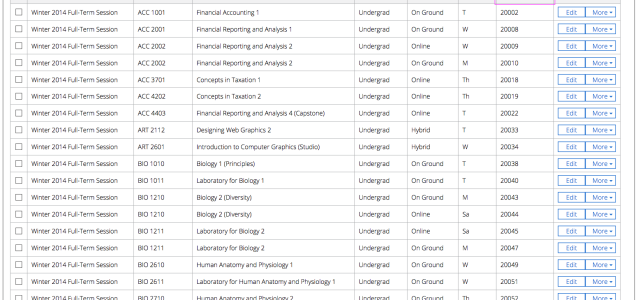 Winter 2014 Full-Term Session ACC 1001 Financial Accounting 1 Undergrad On Ground T 20002 Edit More
Winter 2014 Full-Term Session ACC 2001 Financial Reporting and Analysis 1 Undergrad On Ground W 20008 Edit More
Winter 2014 Full-Term Session ACC 2002 Financial Reporting and Analysis 2 Undergrad Online W 20009 Edit More
Winter 2014 Full-Term Session ACC 2002 Financial Reporting and Analysis 2 Undergrad On Ground M 20010 Edit More
Winter 2014 Full-Term Session ACC 3701 Concepts in Taxation 1 Undergrad Online Th 20018 Edit More
Winter 2014 Full-Term Session ACC 4202 Concepts in Taxation 2 Undergrad Online Th 20019 Edit More
Winter 2014 Full-Term Session ACC 4403 Financial Reporting and Analysis 4 (Capstone) Undergrad Online T 20022 Edit More
Winter 2014 Full-Term Session ART 2112 Designing Web Graphics 2 Undergrad Hybrid T 20033 Edit More
Winter 2014 Full-Term Session ART 2601 Introduction to Computer Graphics (Studio) Undergrad Hybrid W 20034 Edit More
Winter 2014 Full-Term Session BIO 1010 Biology 1 (Principles) Undergrad On Ground T 20038 Edit More
Winter 2014 Full-Term Session BIO 1011 Laboratory for Biology 1 Undergrad On Ground T 20040 Edit More
Winter 2014 Full-Term Session BIO 1210 Biology 2 (Diversity) Undergrad On Ground M 20043 Edit More
Winter 2014 Full-Term Session BIO 1210 Biology 2 (Diversity) Undergrad Online Sa 20044 Edit More
Winter 2014 Full-Term Session BIO 1211 Laboratory for Biology 2 Undergrad Online Sa 20045 Edit More
Winter 2014 Full-Term Session BIO 1211 Laboratory for Biology 2 Undergrad On Ground M 20047 Edit More
Winter 2014 Full-Term Session BIO 2610 Human Anatomy and Physiology 1 Undergrad On Ground W 20049 Edit More
Winter 2014 Full-Term Session BIO 2611 Laboratory for Human Anatomy and Physiology 1 Undergrad On Ground W 20051 Edit More
Winter 2014 Full-Term Session BIO 2710 Human Anatomy and Physiology 2 Undergrad On Ground Th 20052 Edit More